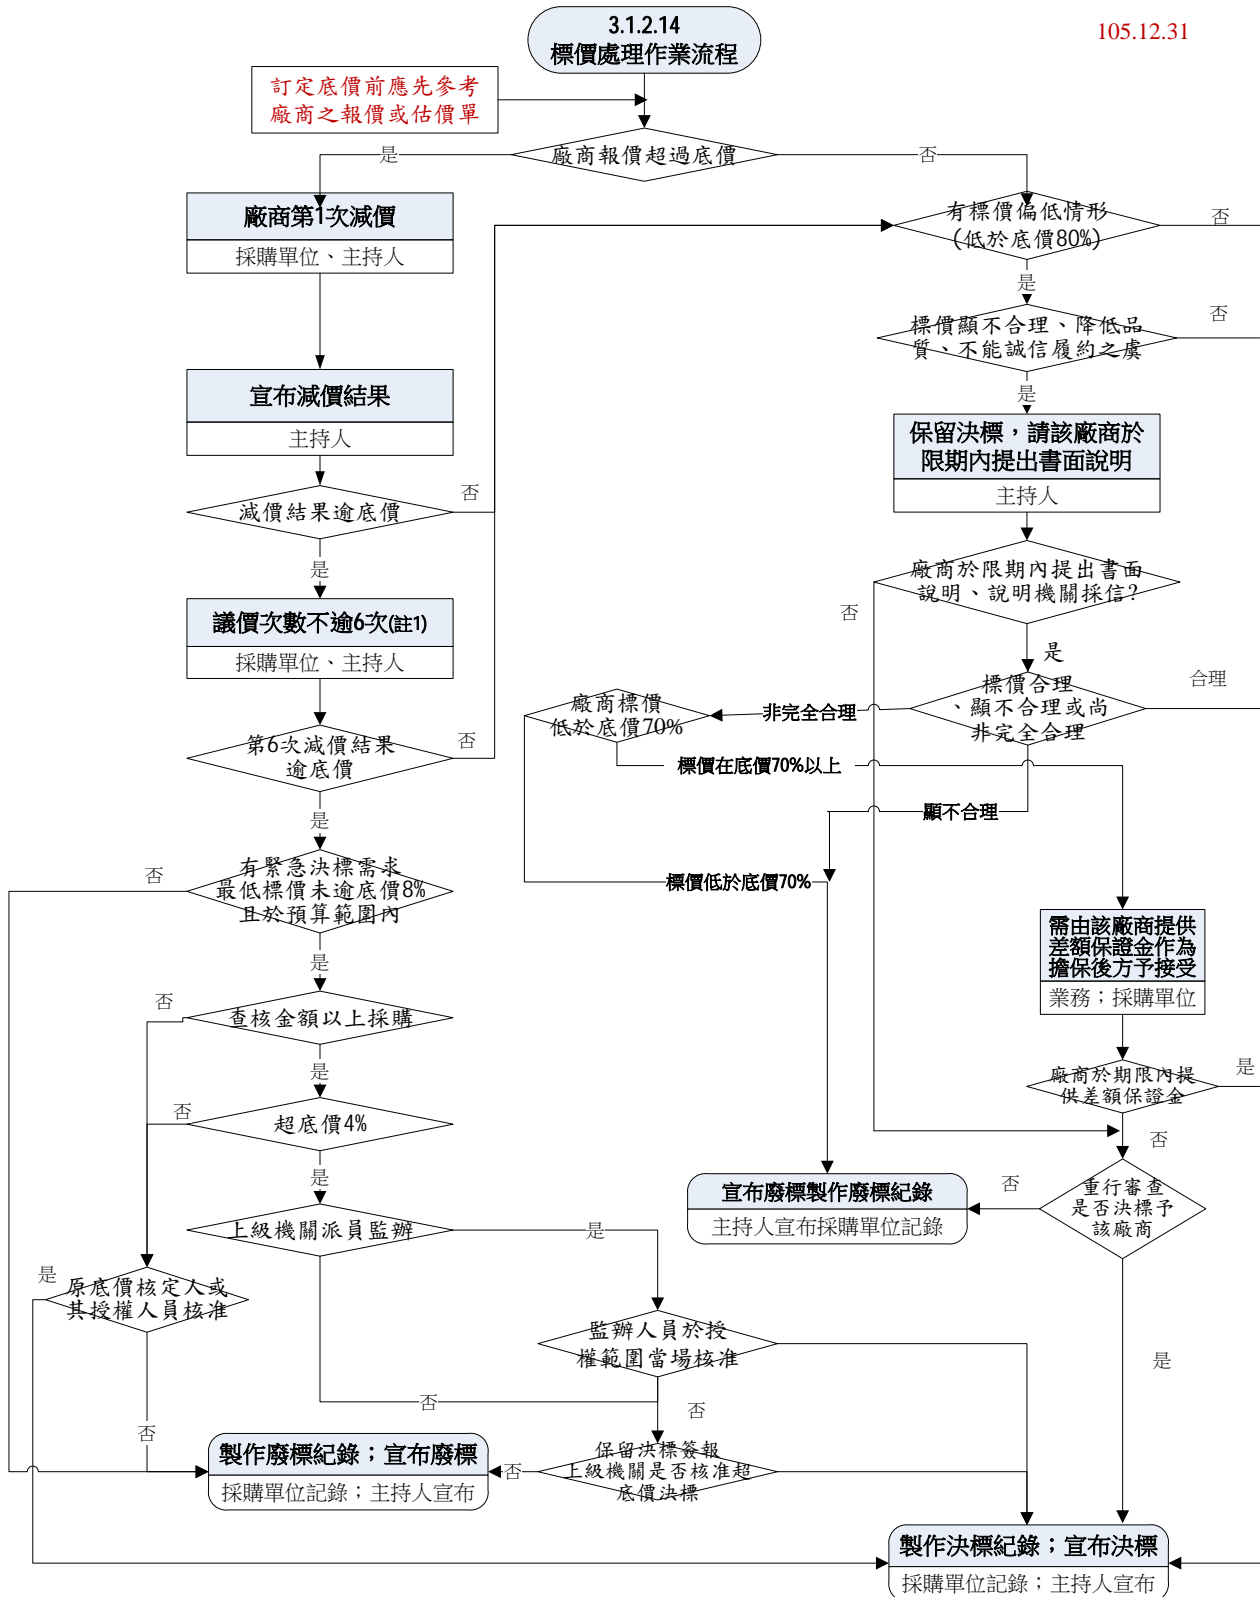 3.1.2.14
標價處理作業流程
105.12.31
訂定底價前應先參考
廠商之報價或估價單
廠商報價超過底價
是
否
廠商第1次減價
採購單位、主持人
有標價偏低情形
(低於底價80%)
否
是
標價顯不合理、降低品
質、不能誠信履約之虞
否
是
宣布減價結果
主持人
保留決標，請該廠商於
限期內提出書面說明
主持人
減價結果逾底價
否
是
廠商於限期內提出書面
說明、說明機關採信?
否
是
議價次數不逾6次(註1)
採購單位、主持人
標價合理
、顯不合理或尚
非完全合理
合理
非完全合理
廠商標價
低於底價70%
第6次減價結果
逾底價
否
是
標價在底價70%以上
顯不合理
標價低於底價70%
有緊急決標需求
最低標價未逾底價8%
且於預算範圍內
否
是
需由該廠商提供
差額保證金作為
擔保後方予接受
業務；採購單位
查核金額以上採購
否
是
廠商於期限內提
供差額保證金
是
否
超底價4%
否
是
宣布廢標製作廢標紀錄
主持人宣布採購單位記錄
否
重行審查
是否決標予
該廠商
是
上級機關派員監辦
是
否
原底價核定人或
其授權人員核准
是
否
監辦人員於授
權範圍當場核准
否
保留決標簽報
上級機關是否核准超
底價決標
否
製作廢標紀錄；宣布廢標
採購單位記錄；主持人宣布
製作決標紀錄；宣布決標
採購單位記錄；主持人宣布